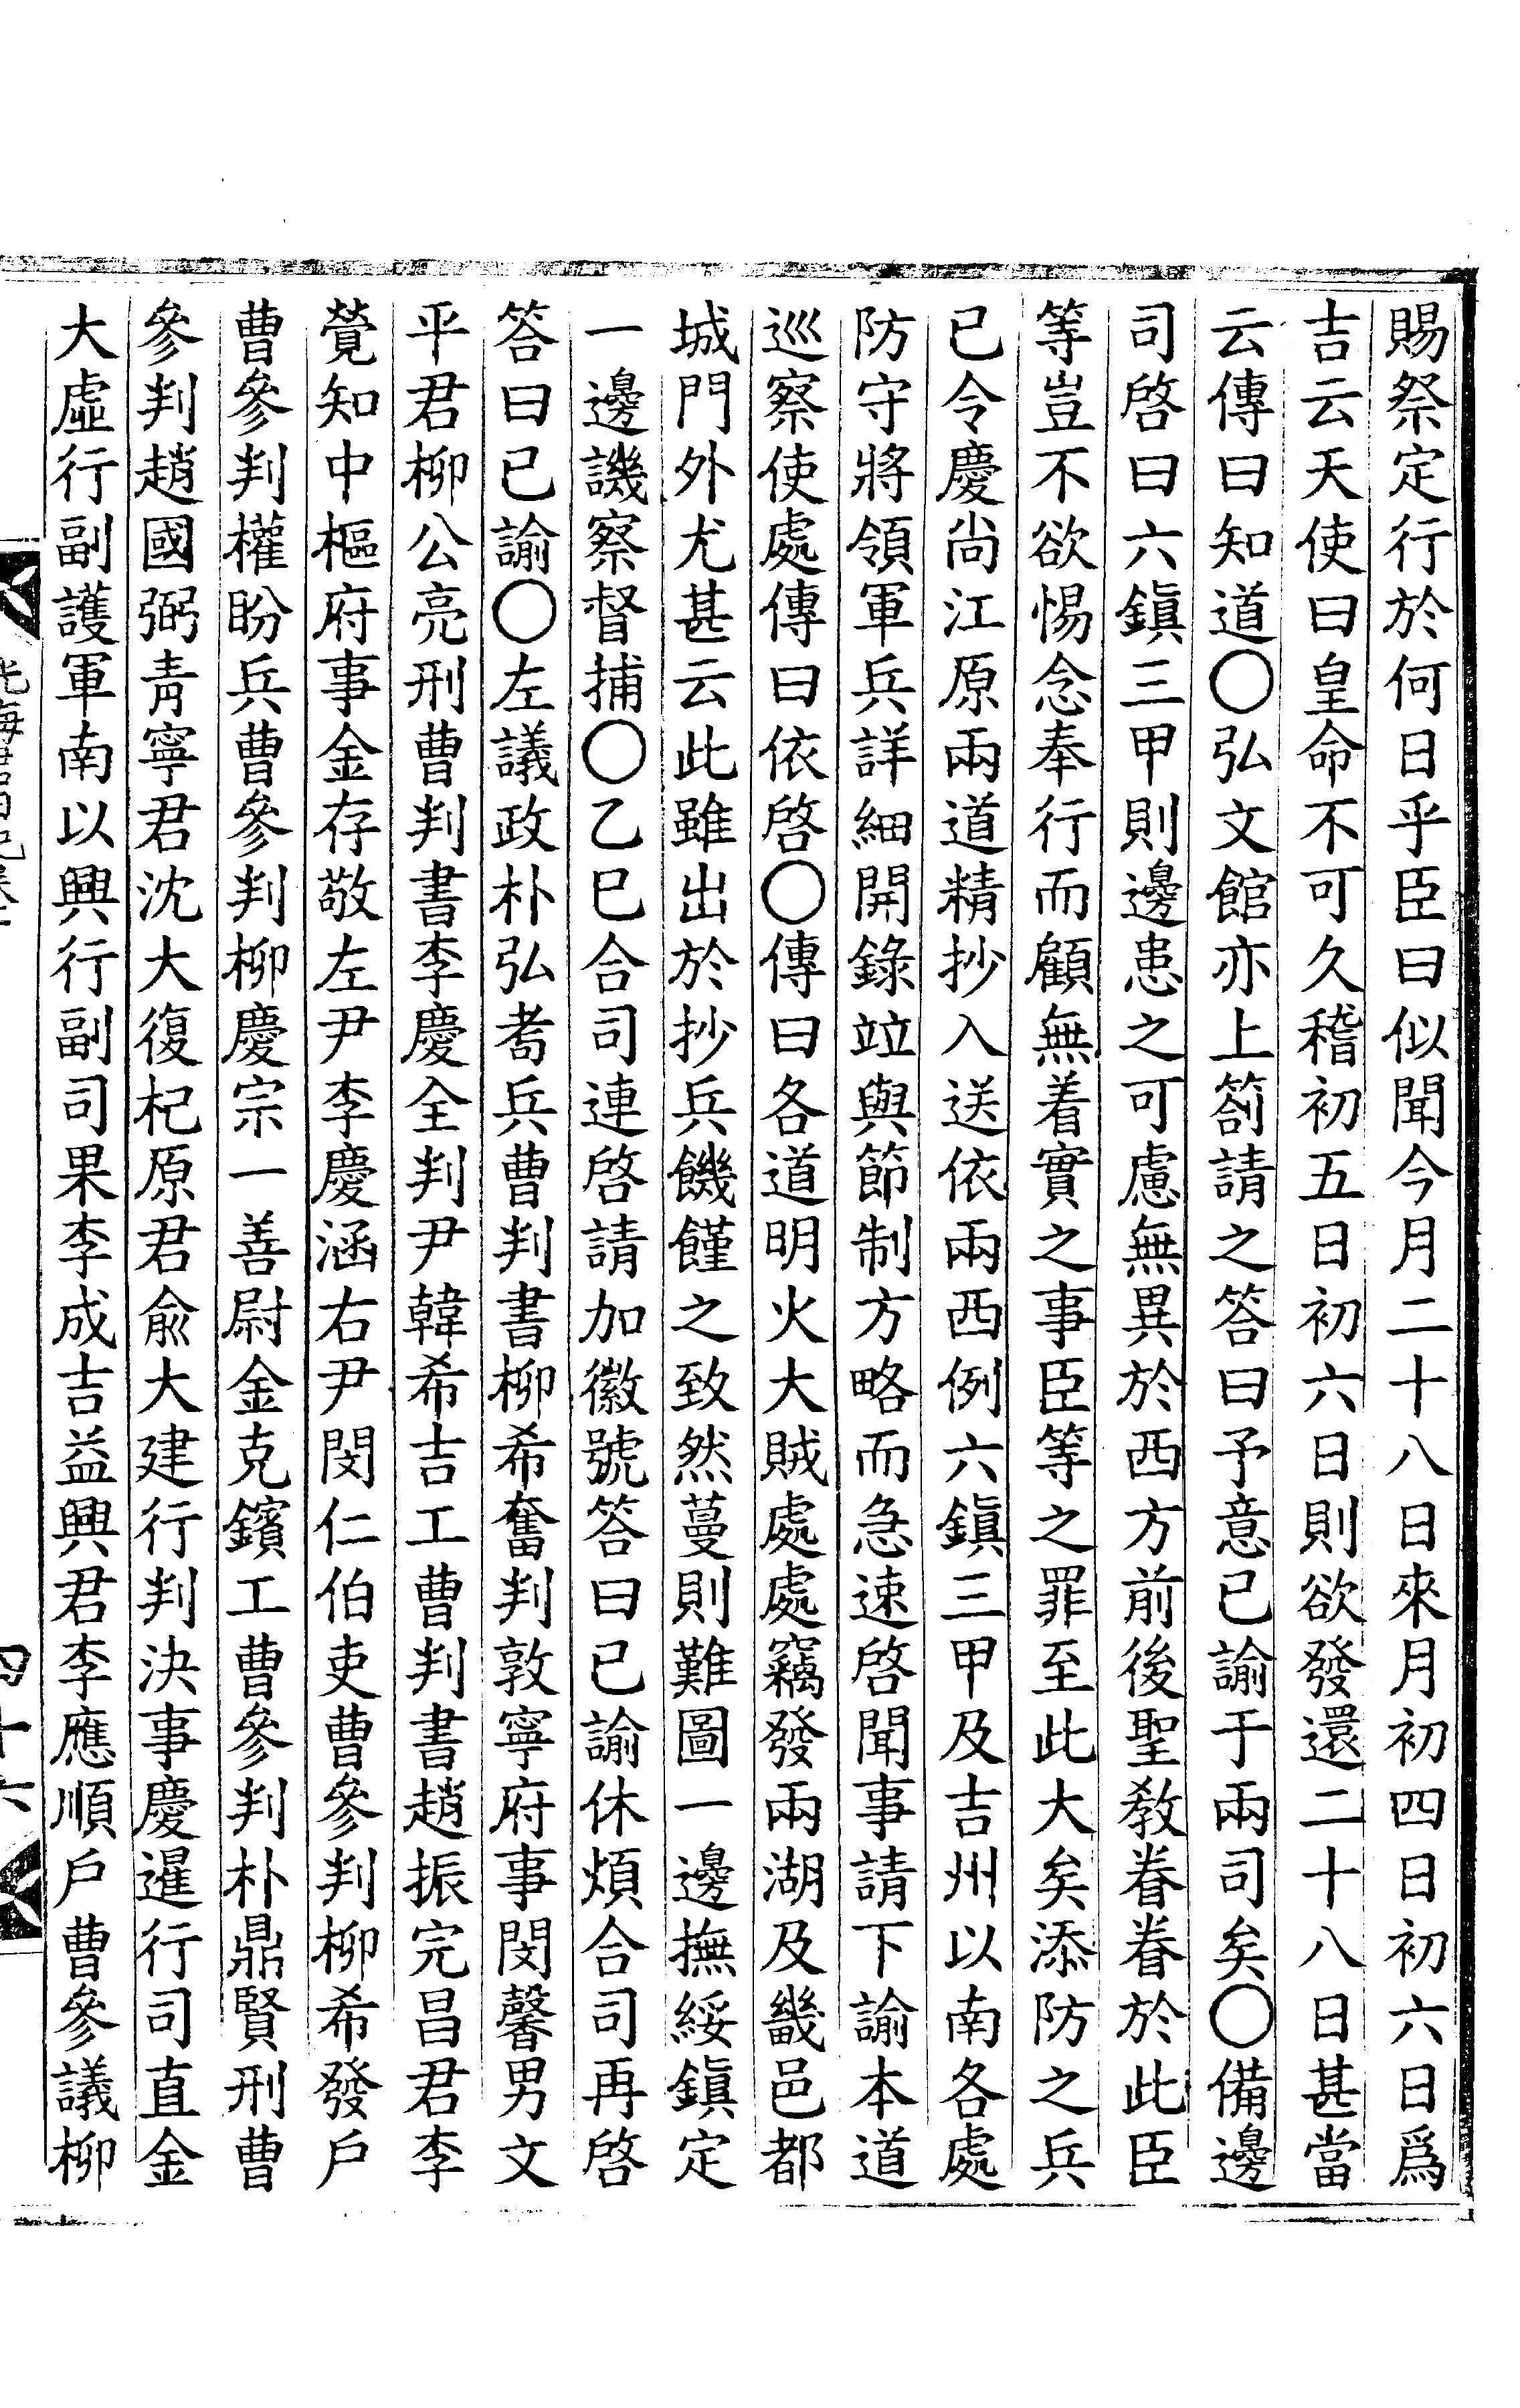 賜祭定行於何日乎臣曰似聞今月二十八日來月初四日初六日爲
吉云天使曰皇命不可久稽初五日初六日則欲發還二十八日甚當
云傳曰知道○弘文館亦上箚請之答曰予意已諭于兩司矣○備邊
司啓曰六鎭三甲則邊患之可慮無異於西方前後聖敎眷眷於此臣
等豈不欲惕念奉行而顧無着實之事臣等之罪至此大矣添防之兵
已令慶尙江原兩道精抄入送依兩西例六鎭三甲及吉州以南各處
防守將領軍兵詳細開錄竝與節制方略而急速啓聞事請下諭本道
巡察使處傳曰依啓○傳曰各道明火大賊處處竊發兩湖及畿邑都
城門外尤甚云此雖出於抄兵饑饉之致然蔓則難圖一邊撫綏鎭定
一邊譏察督捕○乙巳合司連啓請加徽號答曰已諭休煩合司再啓
答曰已諭○左議政朴弘耈兵曹判書柳希奮判敦寧府事閔馨男文
平君柳公亮刑曹判書李慶全判尹韓希吉工曹判書趙振完昌君李
覺知中樞府事金存敬左尹李慶涵右尹閔仁伯吏曹參判柳希發戶
曹參判權盼兵曹參判柳慶宗一善尉金克鑌工曹參判朴鼎賢刑曹
參判趙國弼靑寧君沈大復杞原君兪大建行判決事慶暹行司直金
大虛行副護軍南以興行副司果李成吉益興君李應順戶曹參議柳
四十六